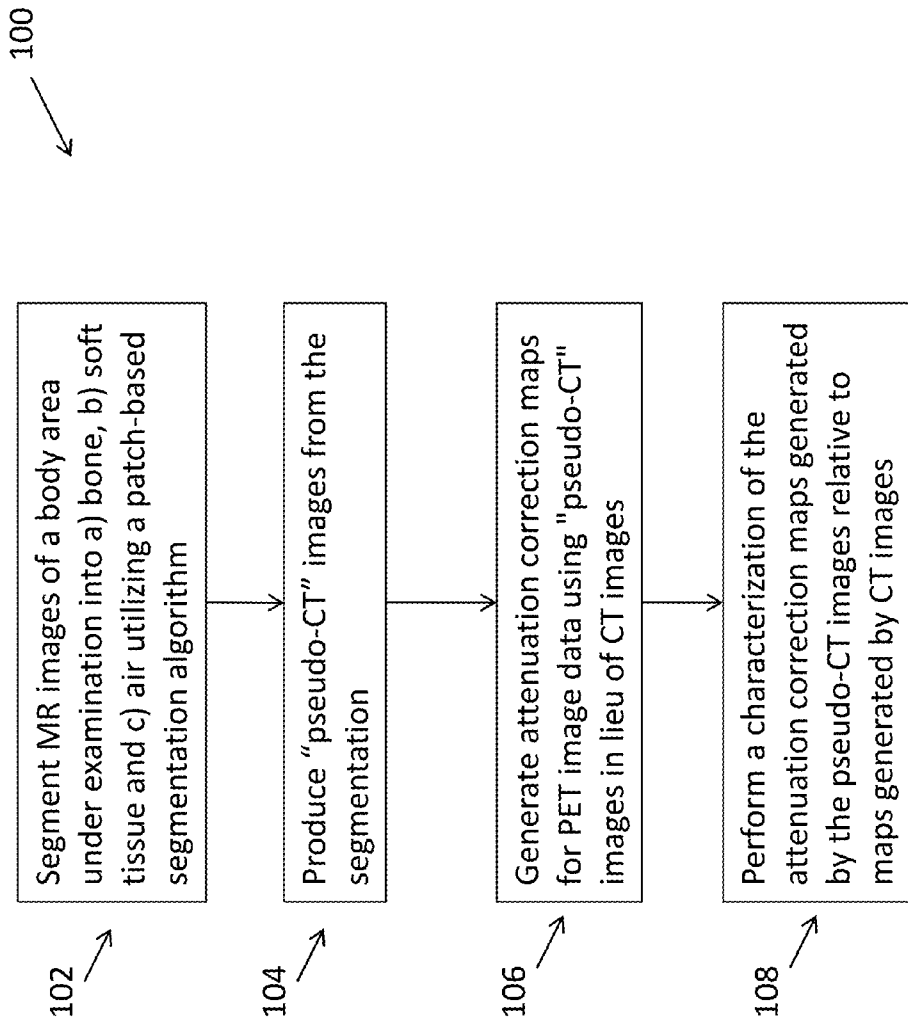 100
102
Segment MR images of a body area
under examination into a) bone, b) soft
tissue and c) air utilizing a patch-based
segmentation algorithm
104
Produce “pseudo-CT” images from the
segmentation
106
Generate attenuation correction maps
for PET image data using "pseudo-CT"
images in lieu of CT images
108
Perform a characterization of the
attenuation correction maps generated
by the pseudo-CT images relative to
maps generated by CT images